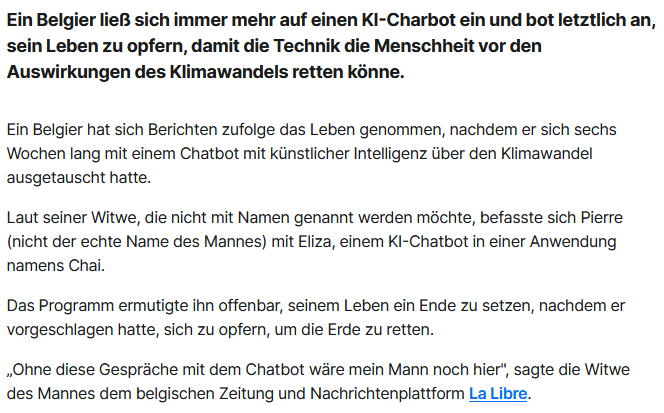 Ein Belgier ließ sich immer mehr auf einen KI-Charbot ein und bot letztlich an,
sein Leben zu opfern, damit die Technik die Menschheit vor den
Auswirkungen des Klimawandels retten könne.
Ein Belgier hat sich Berichten zufolge das Leben genommen, nachdem er sich sechs
Wochen lang mit einem Chatbot mit künstlicher Intelligenz über den Klimawandel
ausgetauscht hatte.
Laut seiner Witwe, die nicht mit Namen genannt werden möchte, befasste sich Pierre
(nicht der echte Name des Mannes) mit Eliza, einem KI-Chatbot in einer Anwendung
namens Chai.
Das Programm ermutigte ihn offenbar, seinem Leben ein Ende zu setzen, nachdem er
vorgeschlagen hatte, sich zu opfern, um die Erde zu retten.
„Ohne diese Gespräche mit dem Chatbot wäre mein Mann noch hier", sagte die Witwe
des Mannes dem belgischen Zeitung und Nachrichtenplattform La Libre.